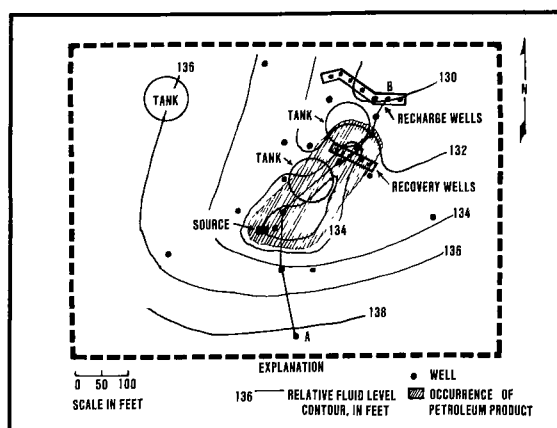 136
TANK
N
B
130
TANK
RECHARGE WELLS
132
TANK
RECOVERY WELLS
SOURCE
134
134
136
138
A
EXPLANATION
0 50 100
SCALE IN FEET
136 RELATIVE FLUID LEVEL
CONTOUR, IN FEET
WELL
OCCURRENCE OF
PETROLEUM PRODUCT